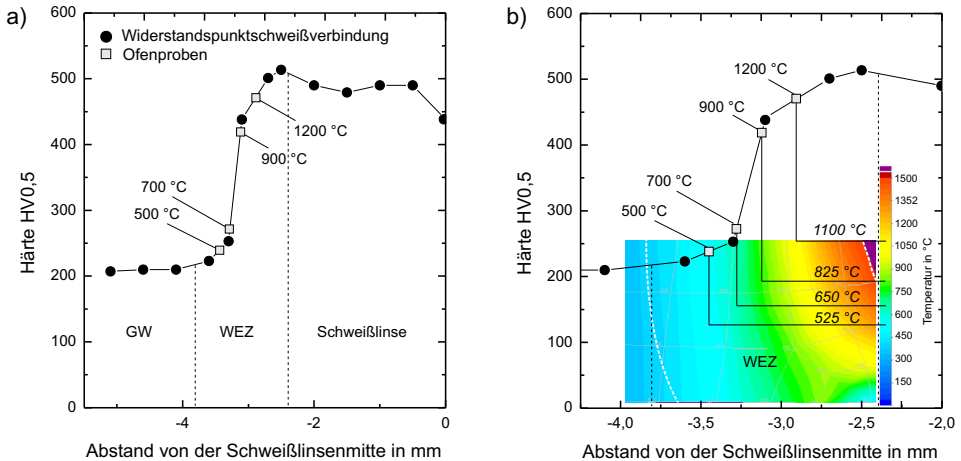 a)
600
500
400
300
200
100
0
Härte HV0,5
Widerstandspunktschweißverbindung
Ofenproben
1200 °C
900 °C
700 °C
500 °C
GW
WEZ
Schweißlinse
-4
-2
0
Abstand von der Schweißlinsenmitte in mm
b)
600
500
400
300
200
100
0
Härte HV0,5
1200 °C
900 °C
700 °C
500 °C
1100 °C
825 °C
650 °C
525 °C
WEZ
1500
1352
1200
1050
900
750
600
450
300
150
Temperatur in °C
-4,0
-3,5
-3,0
-2,5
-2,0
Abstand von der Schweißlinsenmitte in mm